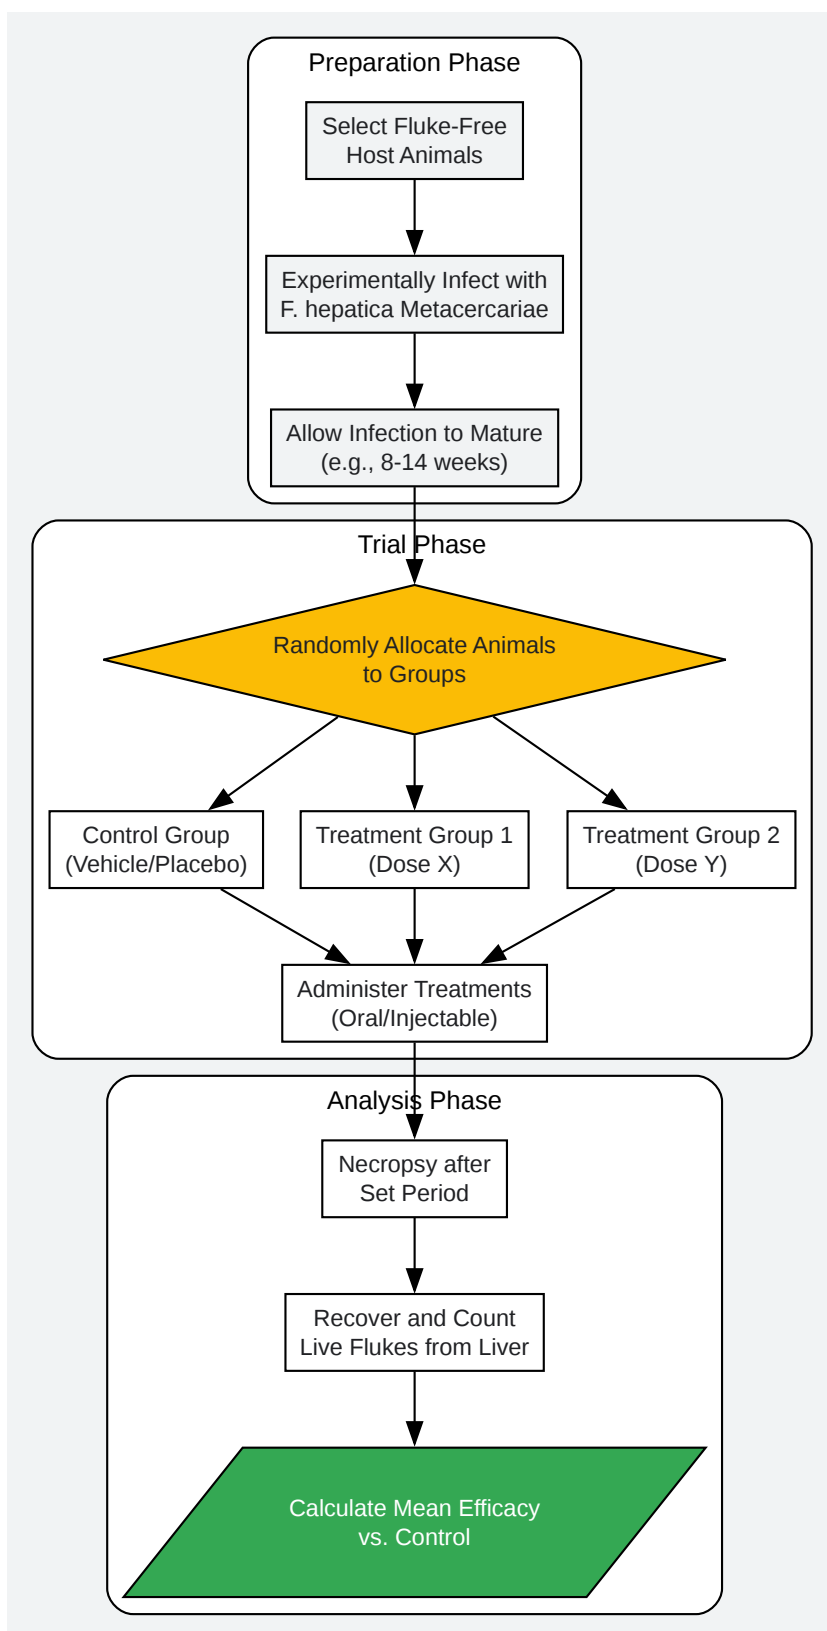 Preparation Phase
Select Fluke-Free
Host Animals
Experimentally Infect with
F. hepatica Metacercariae
Allow Infection to Mature
(e.g., 8-14 weeks)
Trial Phase
Randomly Allocate Animals
to Groups
Control Group
(Vehicle/Placebo)
Treatment Group 1
(Dose X)
Treatment Group 2
(Dose Y)
Administer Treatments
(Oral/Injectable)
Analysis Phase
Necropsy after
Set Period
Recover and Count
Live Flukes from Liver
Calculate Mean Efficacy
vs. Control